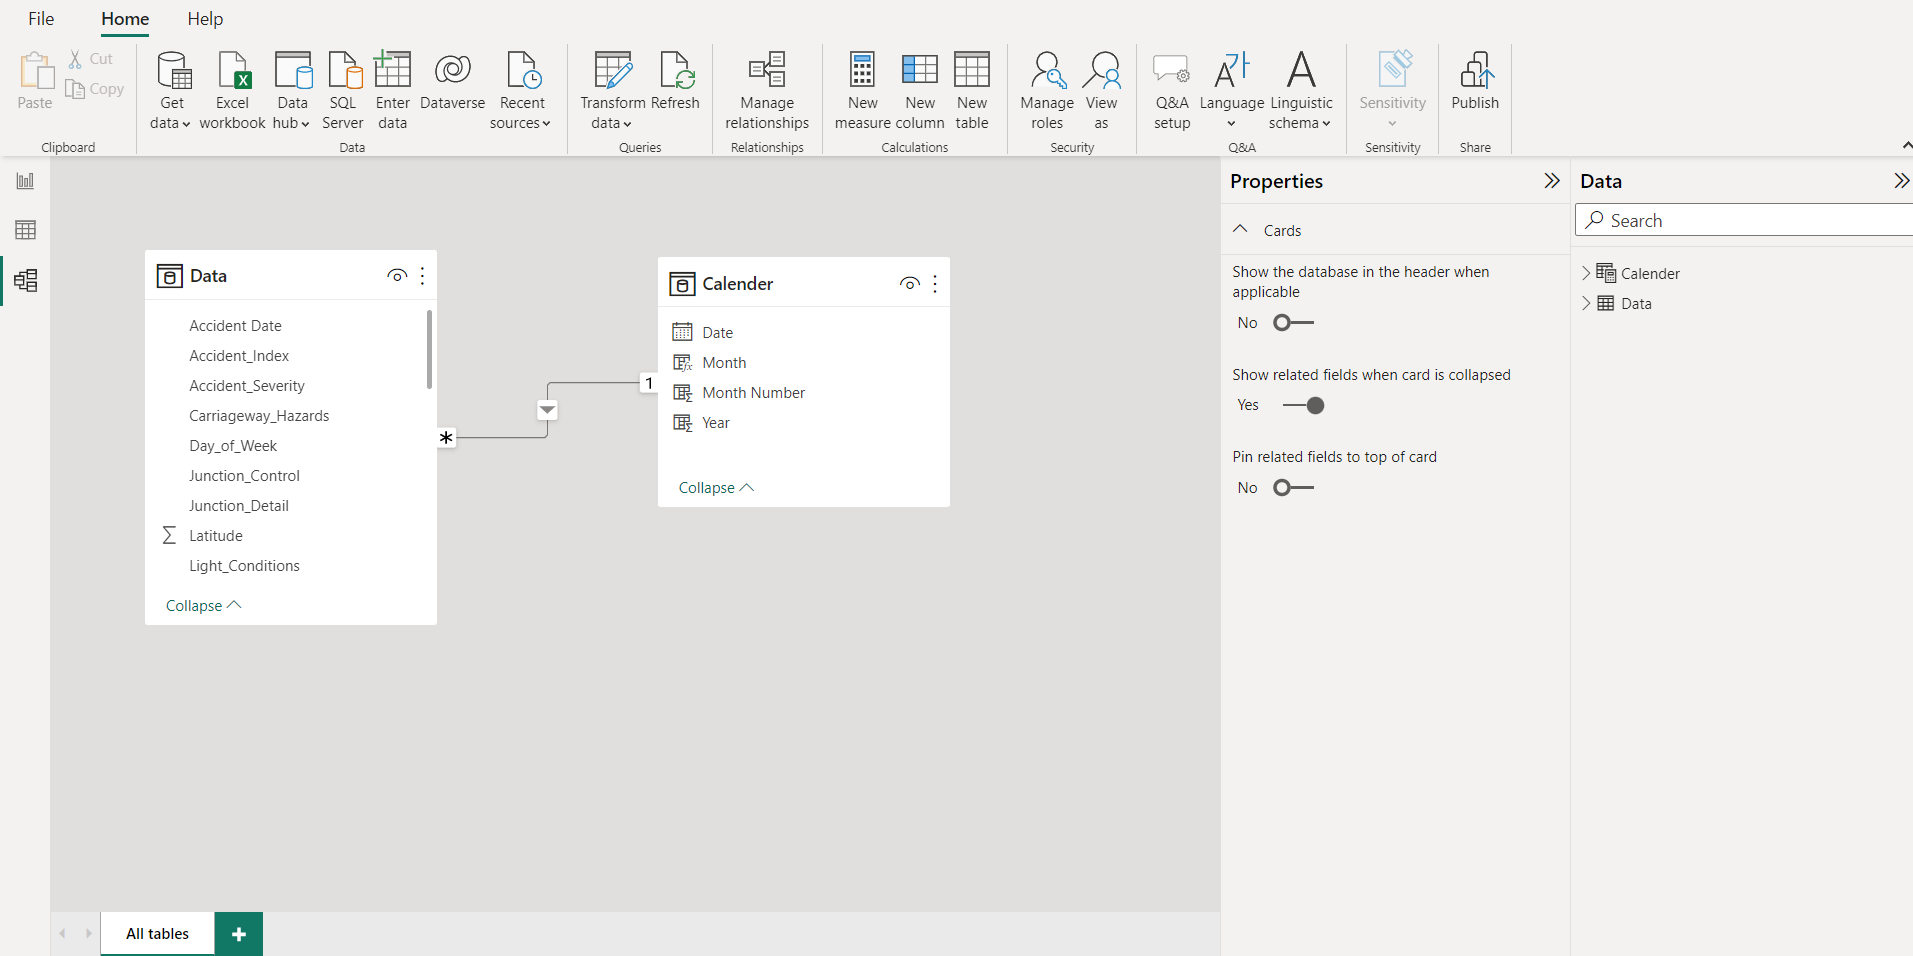 File Home Help
Paste
Cut
Copy
Clipboard
Get data
Excel workbook
Data hub
SQL Server
Enter data
Dataverse
Recent sources
Data
Transform data
Refresh
Queries
Manage relationships
Relationships
New measure
New column
New table
Calculations
Manage roles
View as
Security
Q&A setup
Language
Linguistic schema
Q&A
Sensitivity
Sensitivity
Publish
Share
Data
Accident Date
Accident_Index
Accident_Severity
Carriageway_Hazards
Day_of_Week
Junction_Control
Junction_Detail
Latitude
Light_Conditions
Collapse
*
1
Calender
Date
Month
Month Number
Year
Collapse
Properties
Cards
Show the database in the header when
applicable
No
Show related fields when card is collapsed
Yes
Pin related fields to top of card
No
Data
Search
Calender
Data
All tables
+